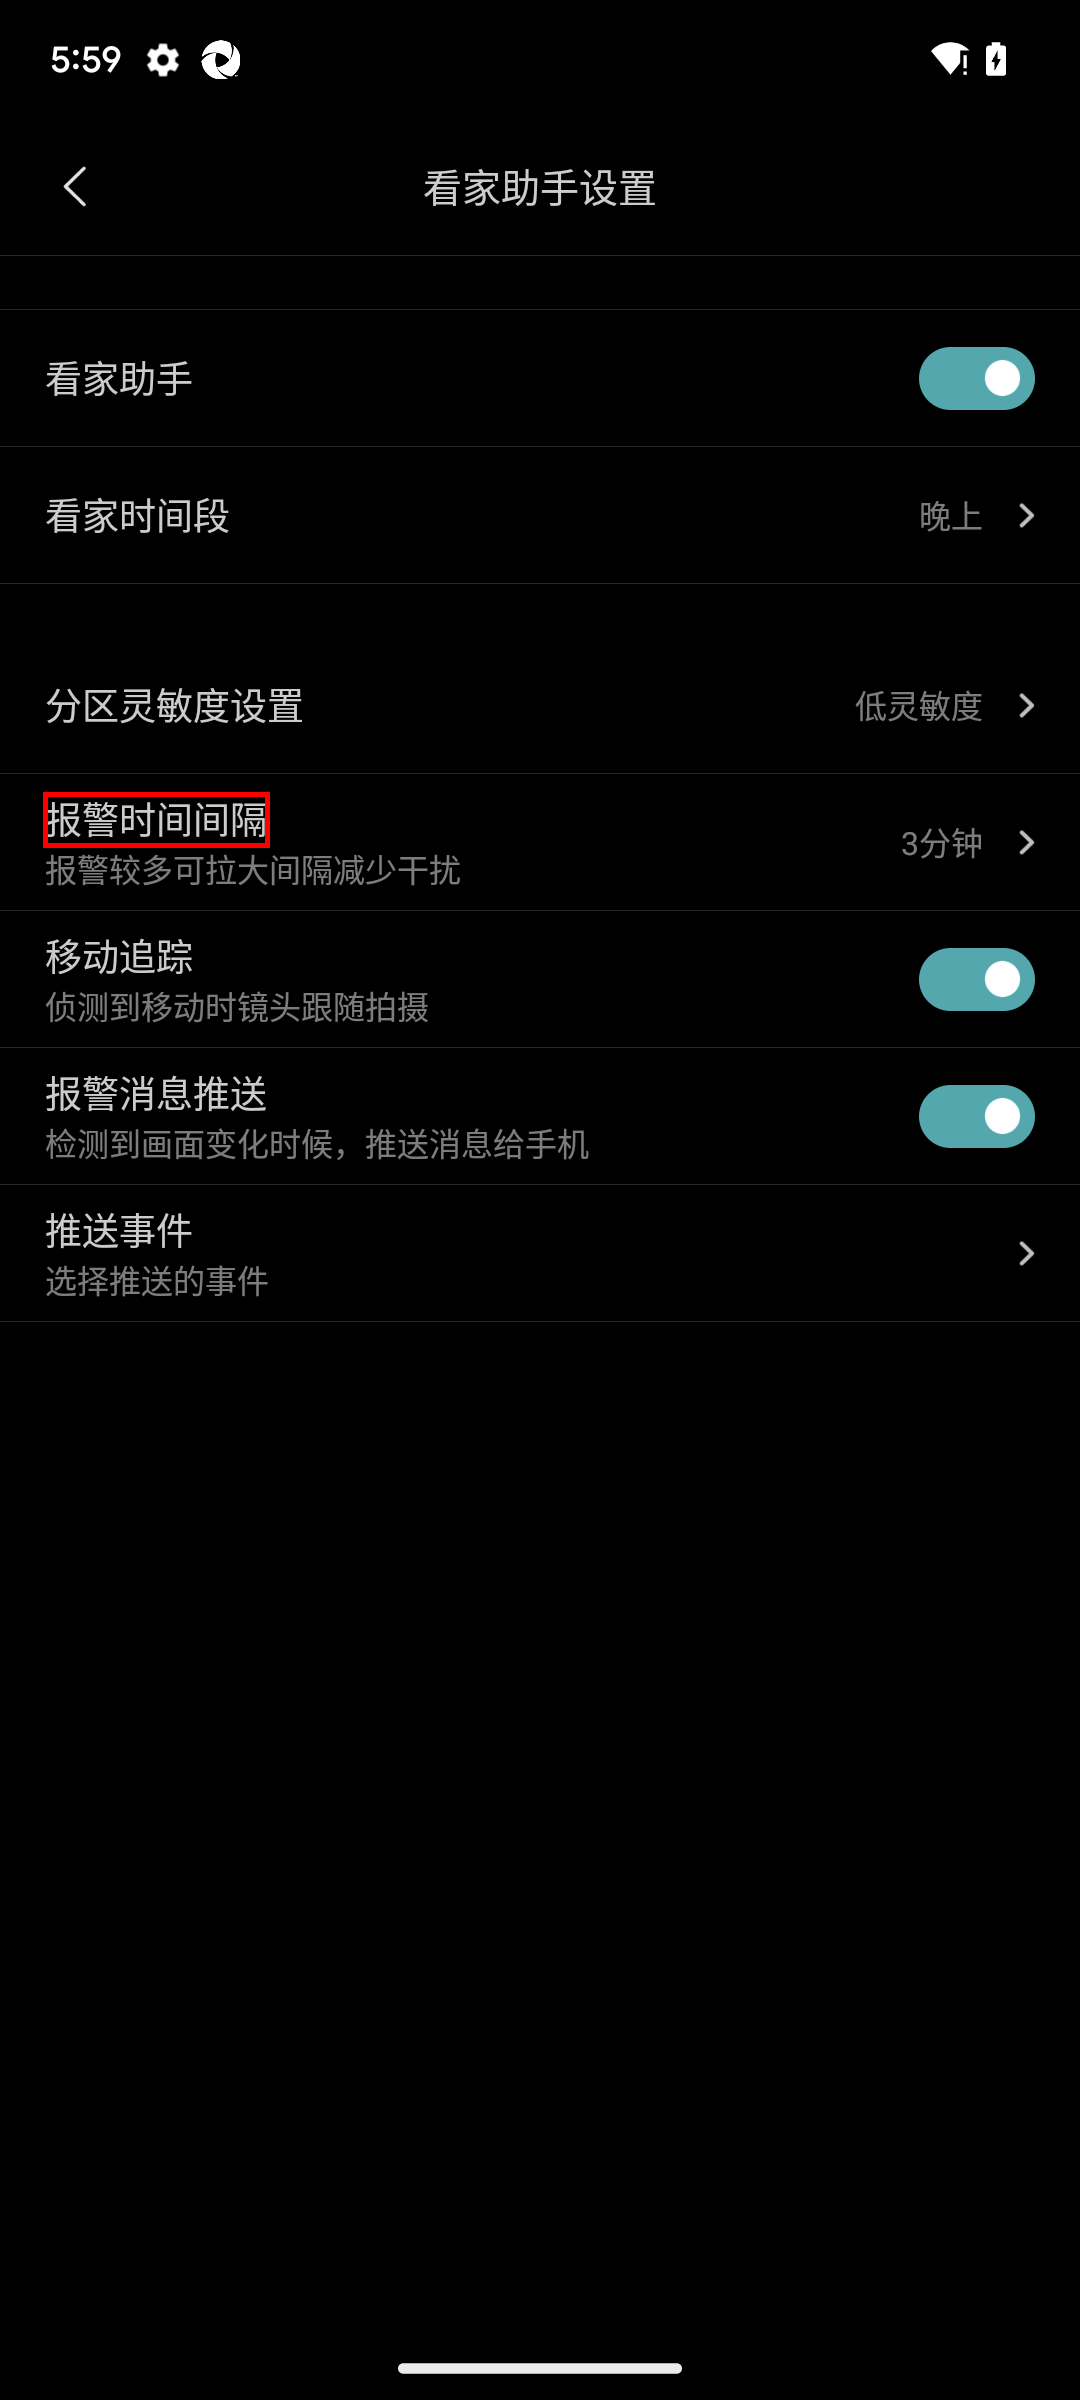 5:59
看家助手设置
看家助手
看家时间段
晚上
分区灵敏度设置
低灵敏度
报警时间间隔
报警较多可拉大间隔减少干扰
3分钟
移动追踪
侦测到移动时镜头跟随拍摄
报警消息推送
检测到画面变化时候，推送消息给手机
推送事件
选择推送的事件